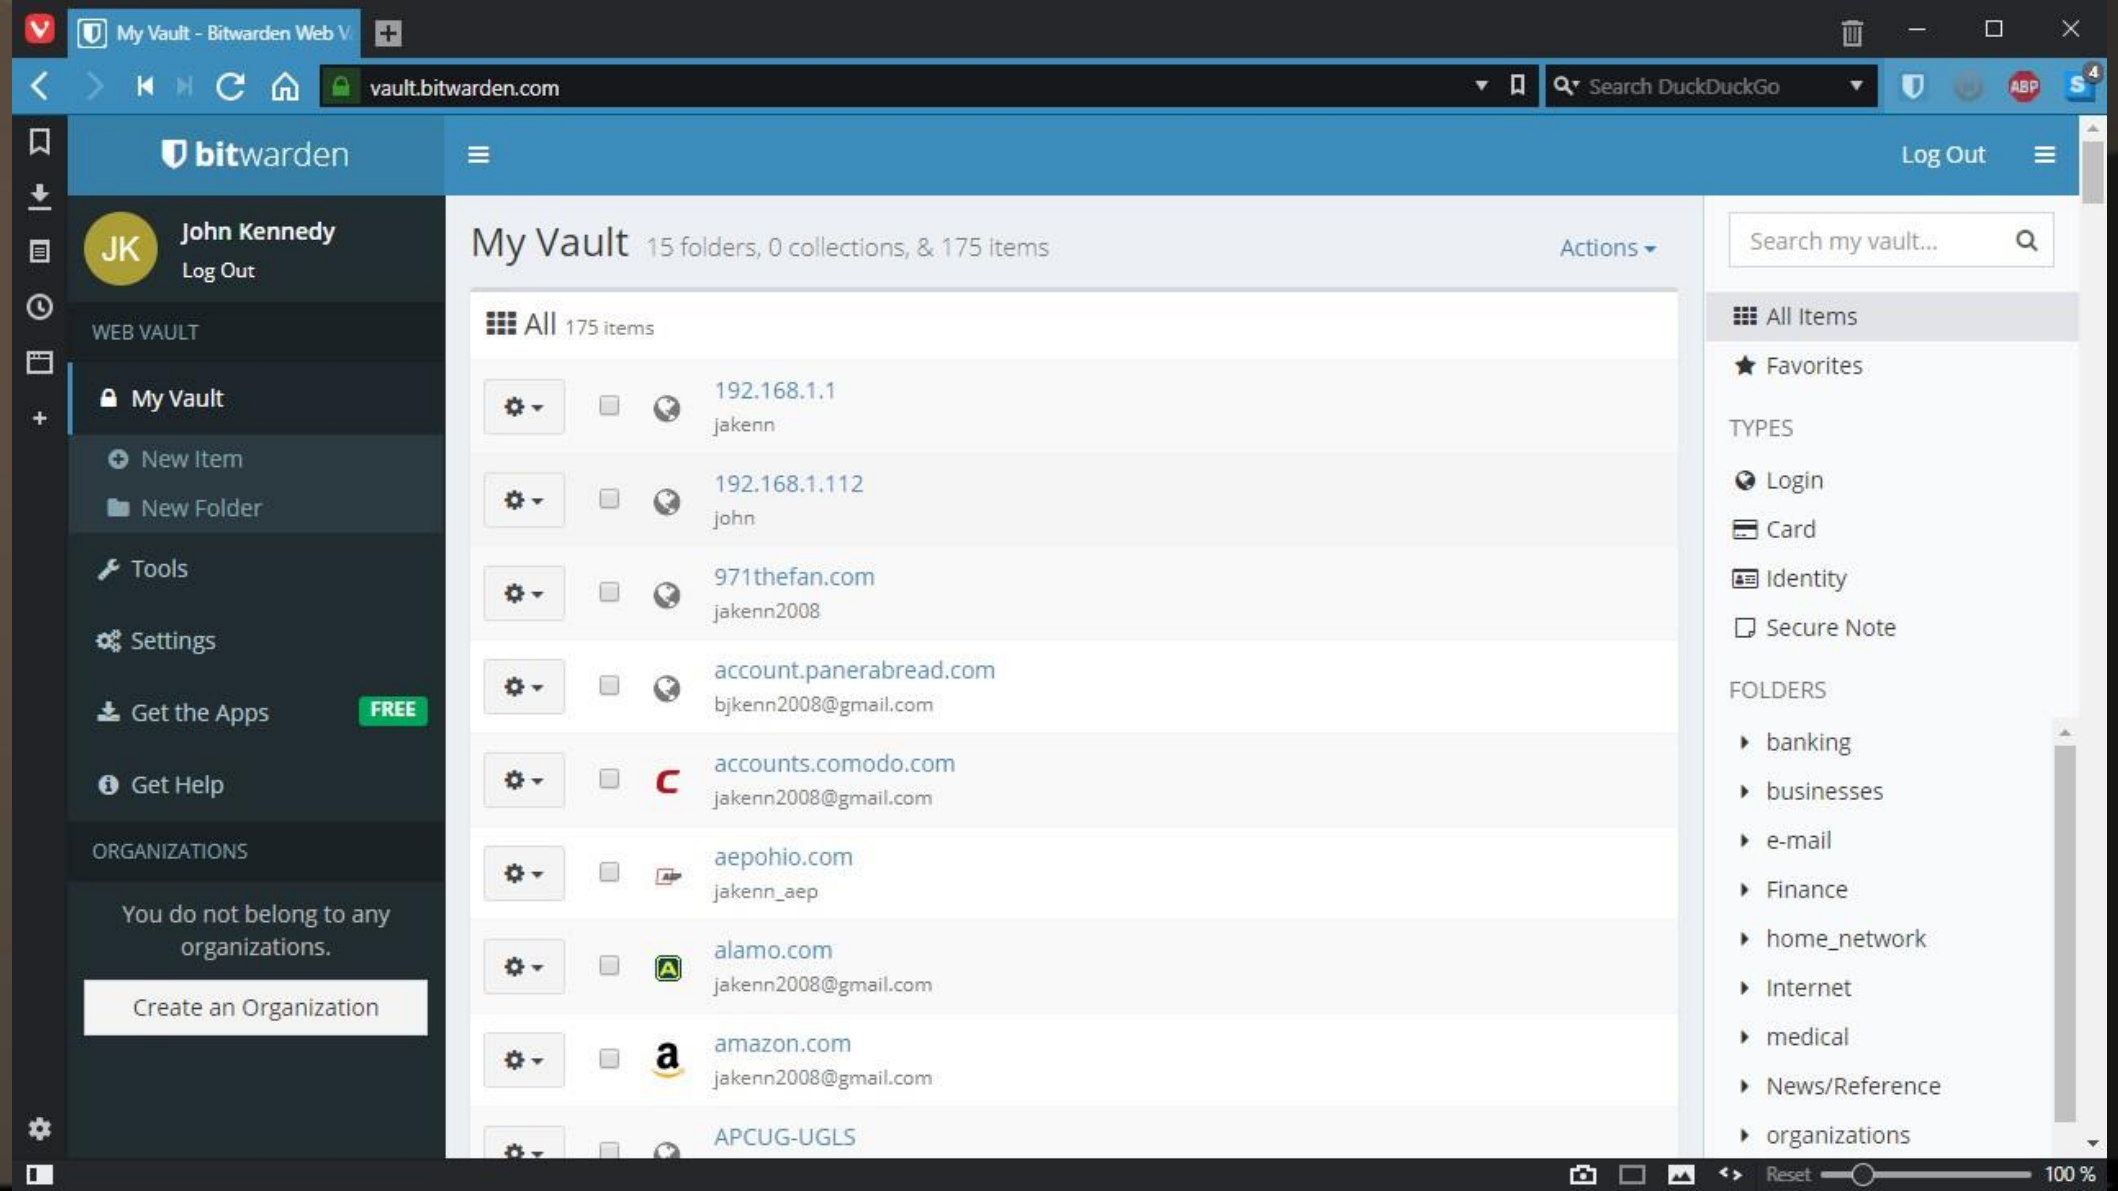 My Vault - Bitwarden Web V
vault.bitwarden.com
Search DuckDuckGo
ABP
S
4
bitwarden
Log Out
JK
John Kennedy
Log Out
WEB VAULT
My Vault
New Item
New Folder
Tools
Settings
Get the Apps
FREE
Get Help
ORGANIZATIONS
You do not belong to any
organizations.
Create an Organization
My Vault 15 folders, 0 collections, & 175 items
Actions
All 175 items
192.168.1.1
jakenn
192.168.1.112
john
971thefan.com
jakenn2008
account.panerabread.com
bjkenn2008@gmail.com
accounts.comodo.com
jakenn2008@gmail.com
aepohio.com
jakenn_aep
alamo.com
jakenn2008@gmail.com
amazon.com
jakenn2008@gmail.com
APCUG-UGLS
Search my vault...
All Items
Favorites
TYPES
Login
Card
Identity
Secure Note
FOLDERS
banking
businesses
e-mail
Finance
home_network
Internet
medical
News/Reference
organizations
Reset
100 %